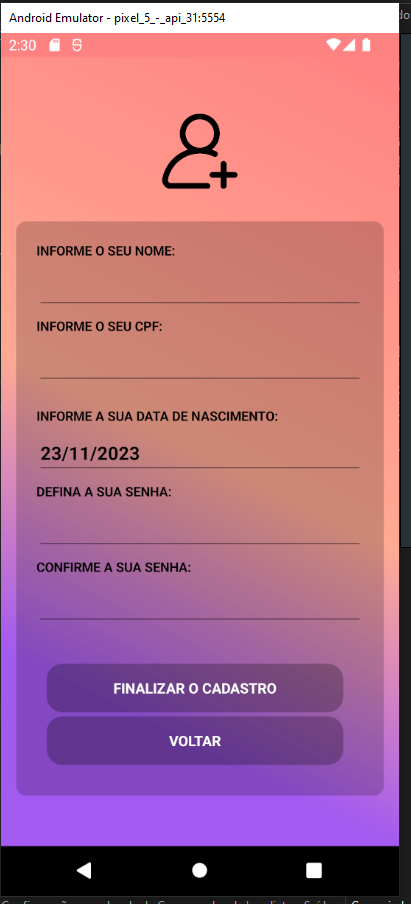 Android Emulator - pixel_5_-_api_31:5554
2:30
INFORME O SEU NOME:
INFORME O SEU CPF:
INFORME A SUA DATA DE NASCIMENTO:
23/11/2023
DEFINA A SUA SENHA:
CONFIRME A SUA SENHA:
FINALIZAR O CADASTRO
VOLTAR